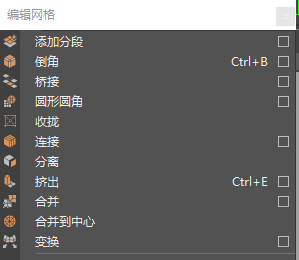 编辑网格
添加分段
倒角 Ctrl+B
桥接
圆形圆角
收拢
连接
分离
挤出 Ctrl+E
合并
合并到中心
变换